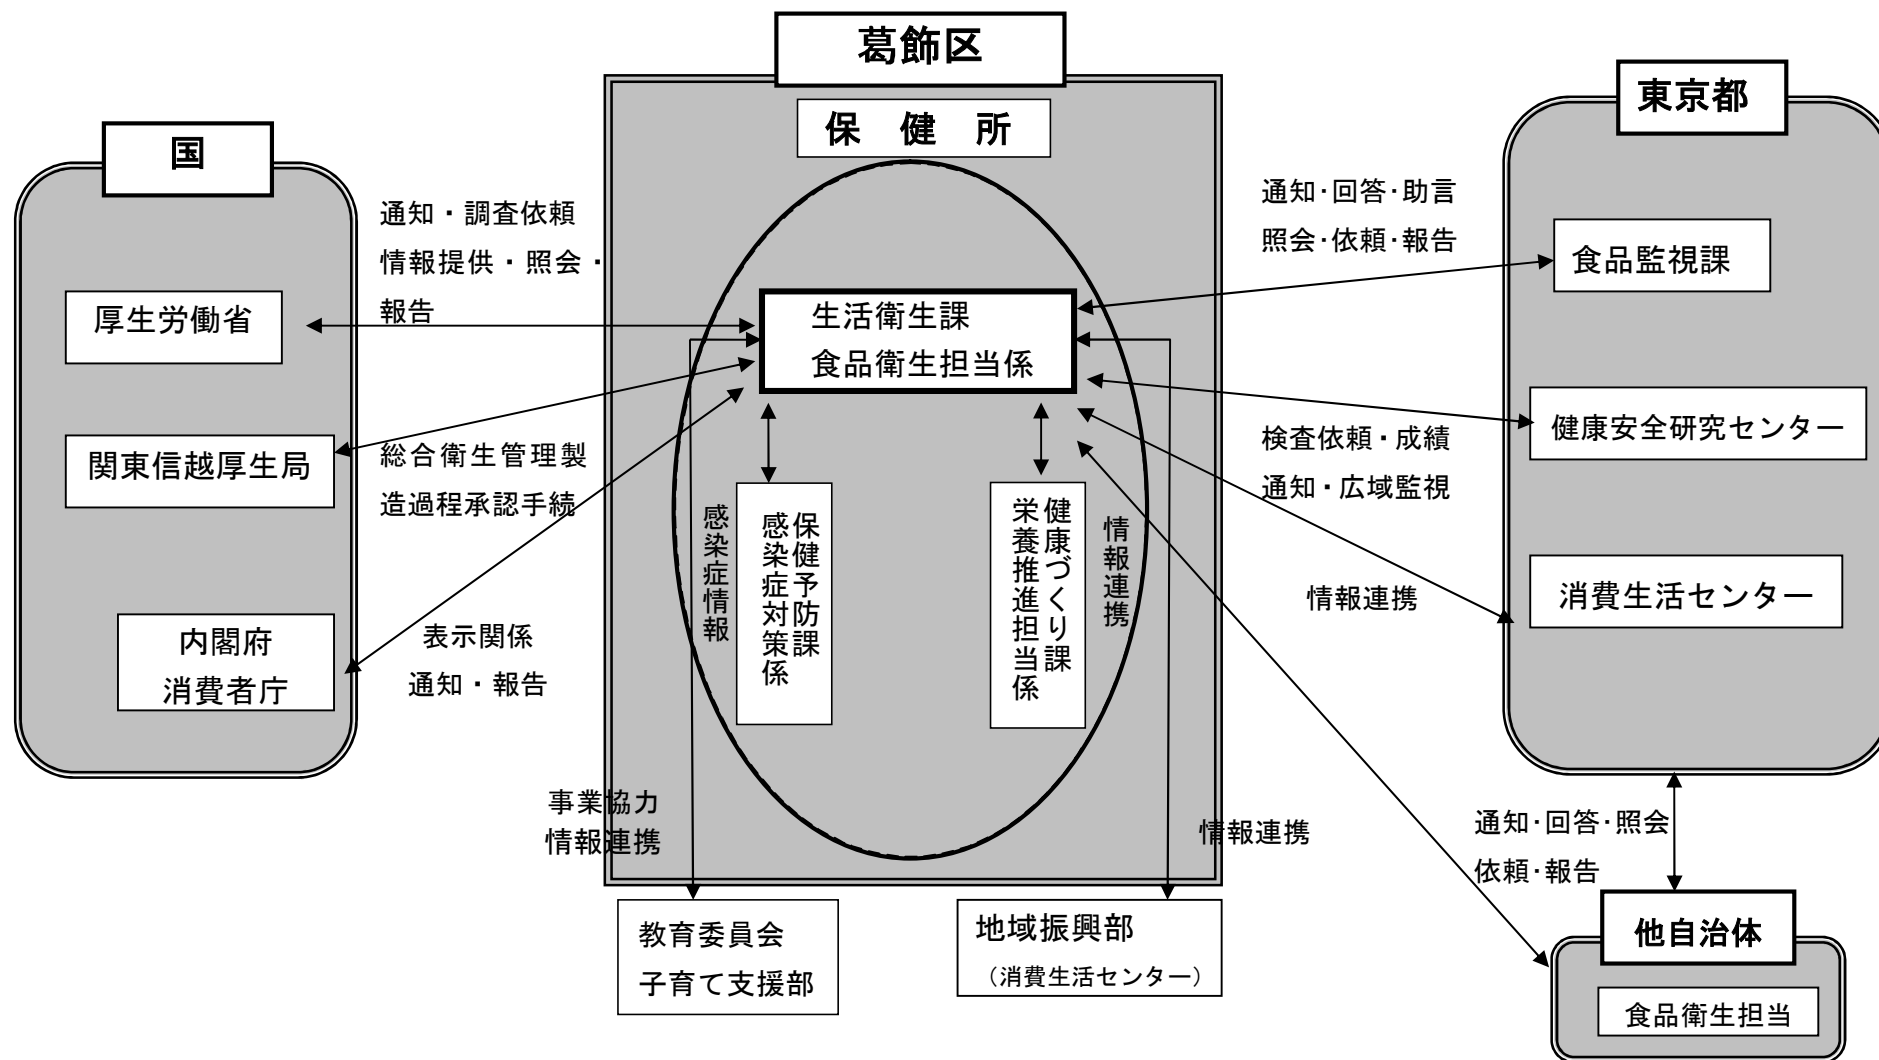 葛飾区
保　健　所
国
通知・調査依頼
情報提供・照会・
報告
厚生労働省
関東信越厚生局
総合衛生管理製
造過程承認手続
内閣府
消費者庁
表示関係
通知・報告
生活衛生課
食品衛生担当係
感染症情報
保健予防課
感染症対策係
健康づくり課
栄養推進担当係
情報連携
事業協力
情報連携
情報連携
教育委員会
子育て支援部
地域振興部
（消費生活センター）
東京都
通知・回答・助言
照会・依頼・報告
食品監視課
健康安全研究センター
検査依頼・成績
通知・広域監視
消費生活センター
情報連携
通知・回答・照会
依頼・報告
他自治体
食品衛生担当